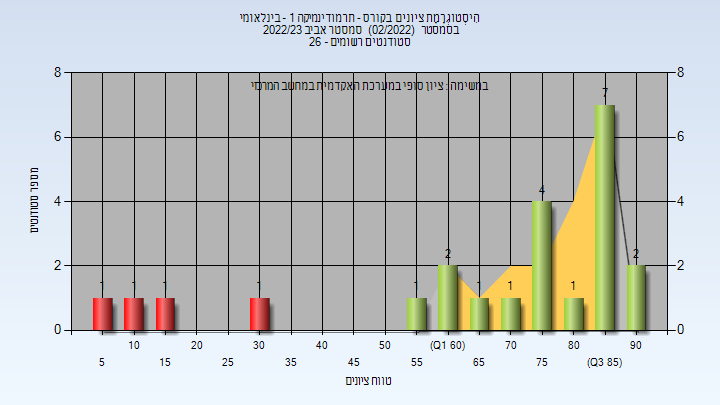 הִיסְטוֹגְרַמַת ציונים בקורס - תרמודינמיקה 1 - בינלאומי
בסמסטר (02/2022) סמסטר אביב 2022/23
סטודנטים רשומים - 26
במשימה : ציון סופי במערכת האקדמית במחשב המרכזי
8 8
6 6
4 4
2 2
0 0
1 1 1 1 1 2 1 1 4 1 7 2
10 20 30 40 50 (Q1 60) 70 80 90
5 15 25 35 45 55 65 75 (Q3 85)
מספר סטודנטים
טווח ציונים